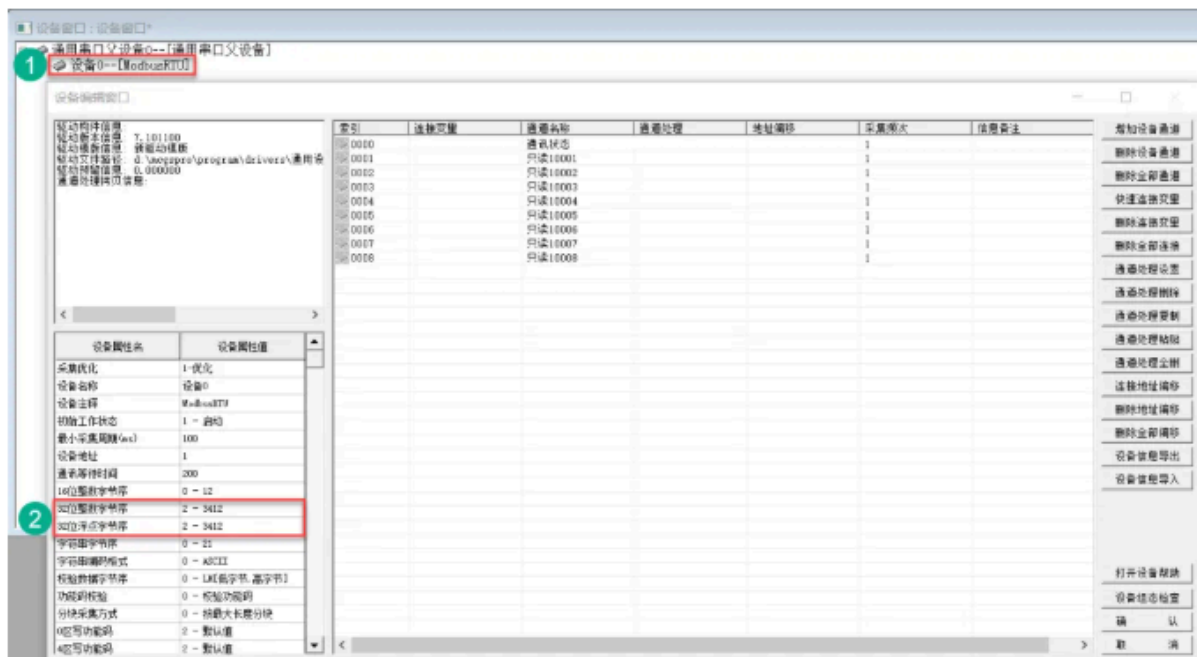 设备窗口 : 设备窗口*
通用串口父设备0--[通用串口父设备]
1
设备0--[ModbusRTU]
设备编辑窗口
驱动构件信息:
驱动版本信息: 7.101100
驱动模版信息: 新驱动模版
驱动文件路径: d:\mcgspro\program\drivers\通用设
驱动预留信息: 0.000000
通道处理拷贝信息:
索引 连接变量 通道名称 通道处理 地址偏移 采集频次 信息备注
0000 通讯状态 1
0001 只读10001 1
0002 只读10002 1
0003 只读10003 1
0004 只读10004 1
0005 只读10005 1
0006 只读10006 1
0007 只读10007 1
0008 只读10008 1
设备属性名 设备属性值
采集优化 1-优化
设备名称 设备0
设备注释 ModbusRTU
初始工作状态 1 - 启动
最小采集周期(ms) 100
设备地址 1
通讯等待时间 200
16位整数字节序 0 - 12
2
32位整数字节序 2 - 3412
32位浮点字节序 2 - 3412
字符串字节序 0 - 21
字符串编码格式 0 - ASCII
校验数据字节序 0 - LH[低字节,高字节]
功能码校验 0 - 校验功能码
分块采集方式 0 - 按最大长度分块
0区写功能码 2 - 默认值
4区写功能码 2 - 默认值
增加设备通道
删除设备通道
删除全部通道
快速连接变量
删除连接变量
删除全部连接
通道处理设置
通道处理删除
通道处理复制
通道处理粘贴
通道处理全删
连接地址偏移
删除地址偏移
删除全部偏移
设备信息导出
设备信息导入
打开设备帮助
设备组态检查
确 认
取 消